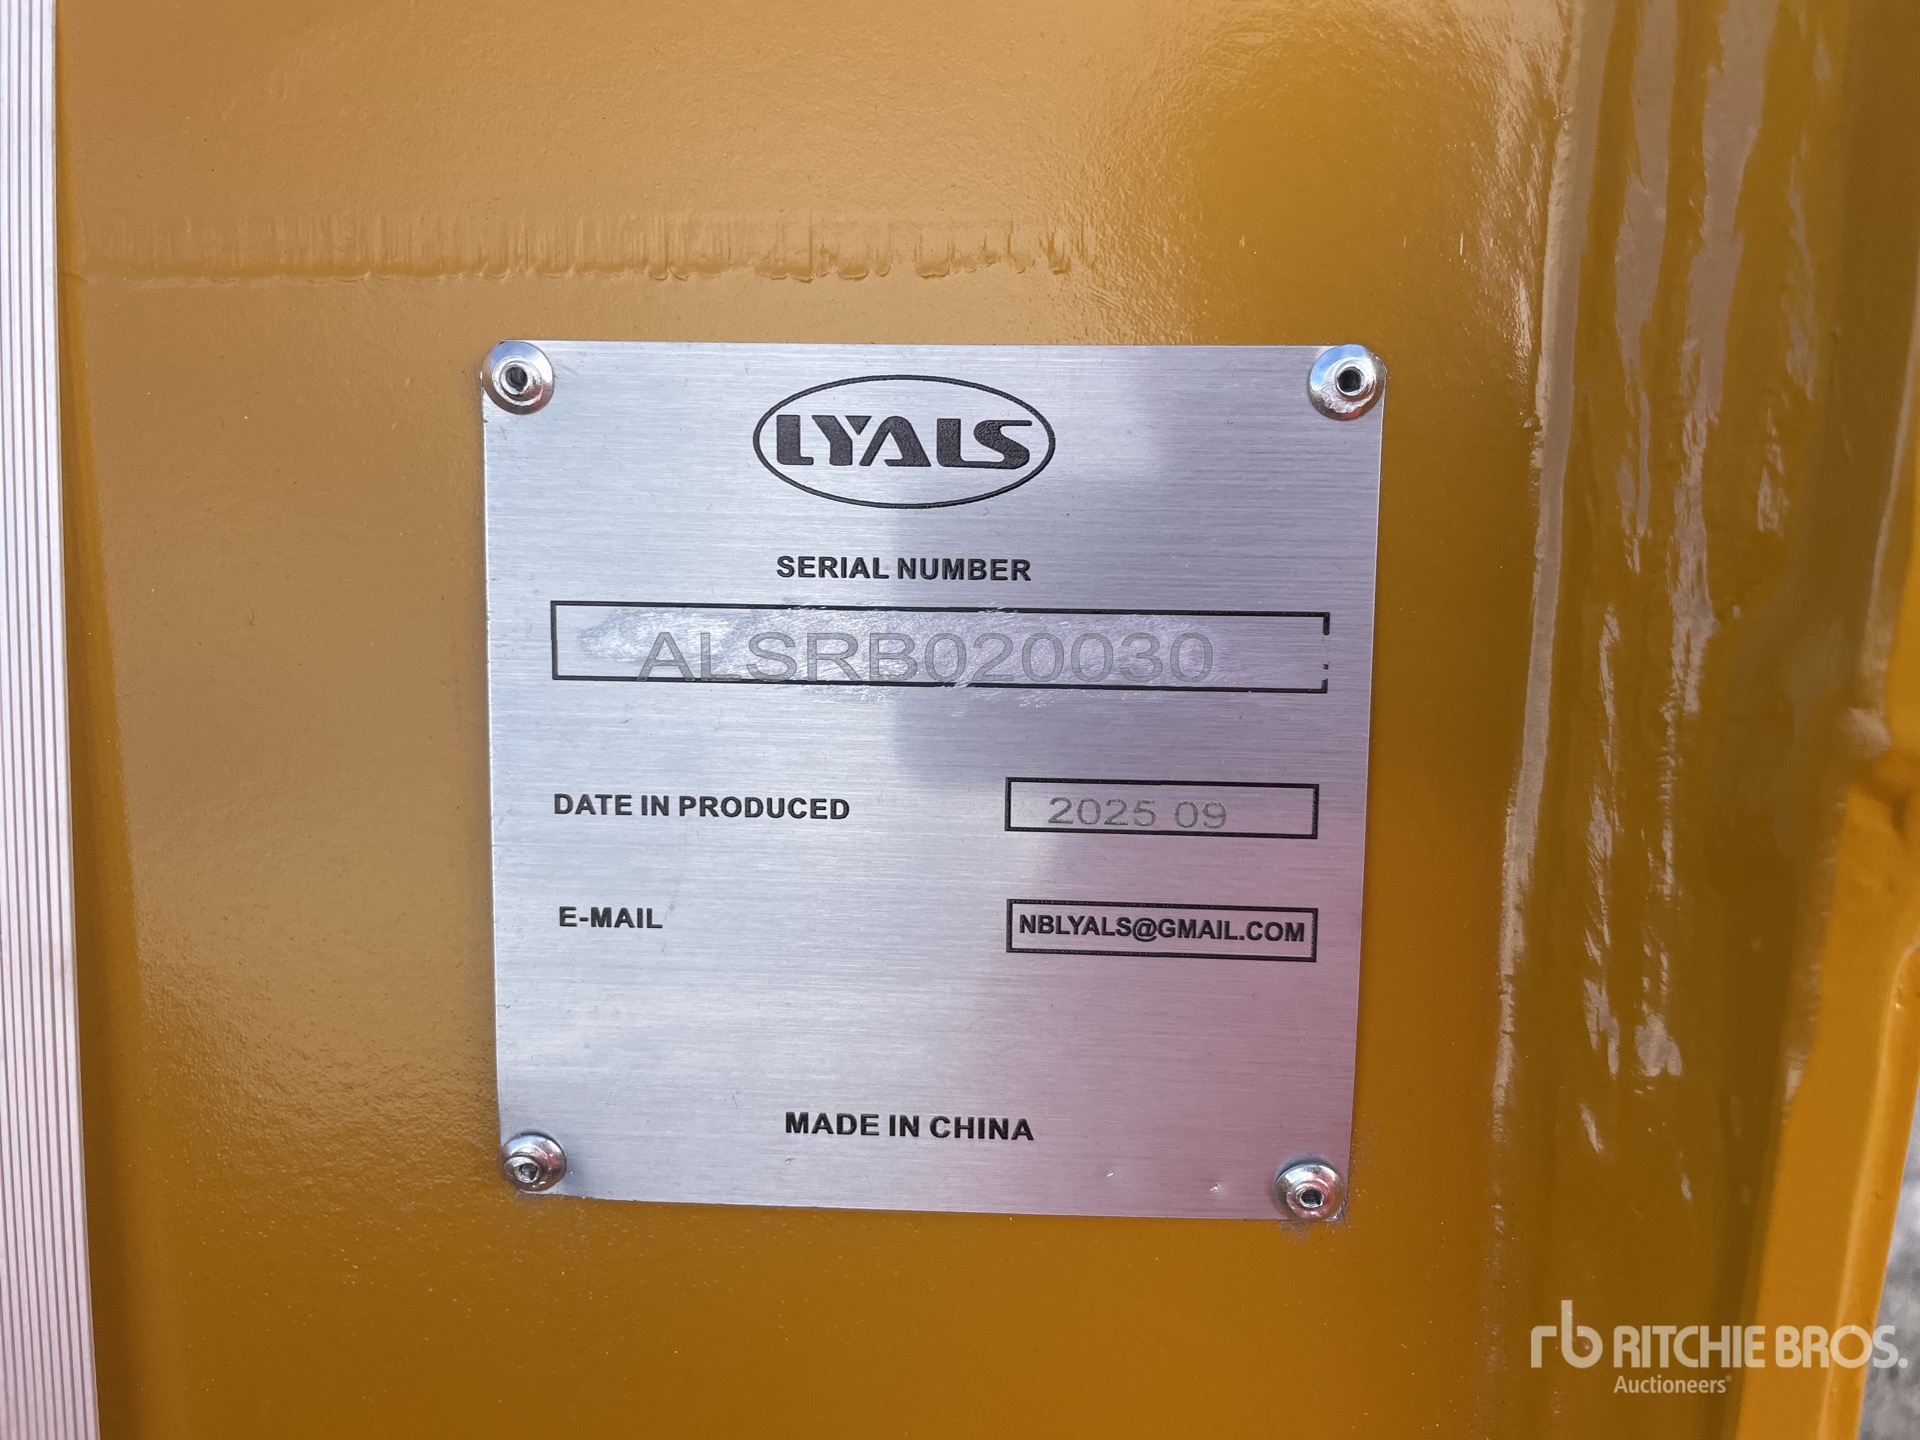 LYALS
SERIAL NUMBER
ALSRB020030
DATE IN PRODUCED 2025 09
E-MAIL NBLYALS@GMAIL.COM
MADE IN CHINA
rb RITCHIE BROS.
Auctioneers®